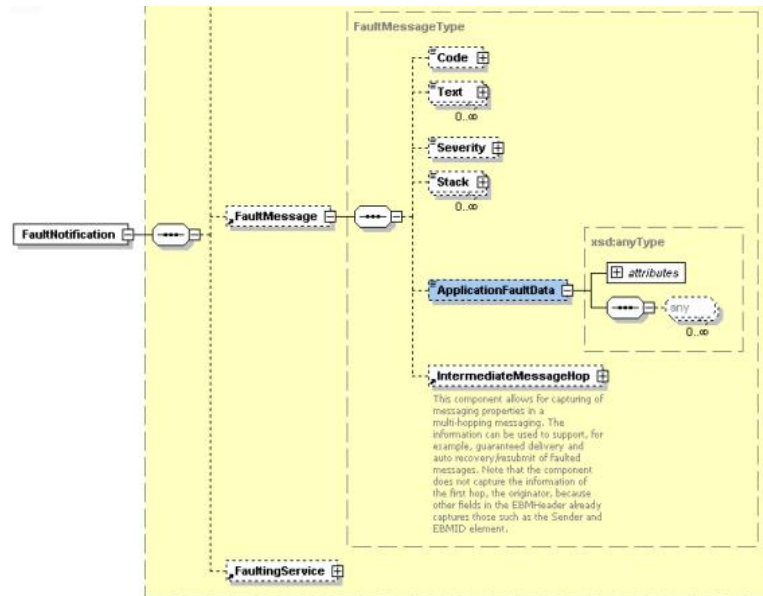 FaultMessageType
Code
Text
0..∞
Severity
Stack
0..∞
FaultMessage
FaultNotification
xsd:anyType
attributes
ApplicationFaultData
any
0..∞
IntermediateMessageHop
This component allows for capturing of
messaging properties in a
multi-hopping messaging. The
information can be used to support, for
example, guaranteed delivery and
auto recovery/resubmit of faulted
messages. Note that the component
does not capture the information of
the first hop, the originator, because
other fields in the EBMHeader already
captures those such as the Sender and
EBMID element.
FaultingService